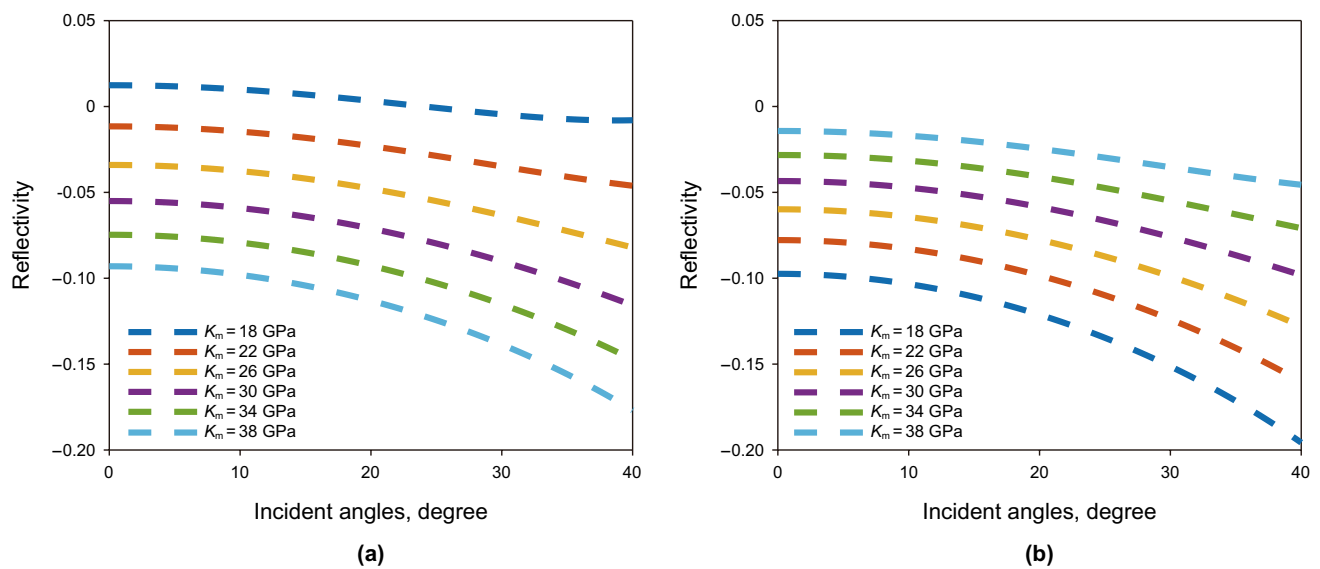 0.05
0
–0.05
–0.10
–0.15
–0.20
Reflectivity
Km = 18 GPa
Km = 22 GPa
Km = 26 GPa
Km = 30 GPa
Km = 34 GPa
Km = 38 GPa
0 10 20 30 40
Incident angles, degree
(a)
0.05
0
–0.05
–0.10
–0.15
–0.20
Reflectivity
Km = 18 GPa
Km = 22 GPa
Km = 26 GPa
Km = 30 GPa
Km = 34 GPa
Km = 38 GPa
0 10 20 30 40
Incident angles, degree
(b)